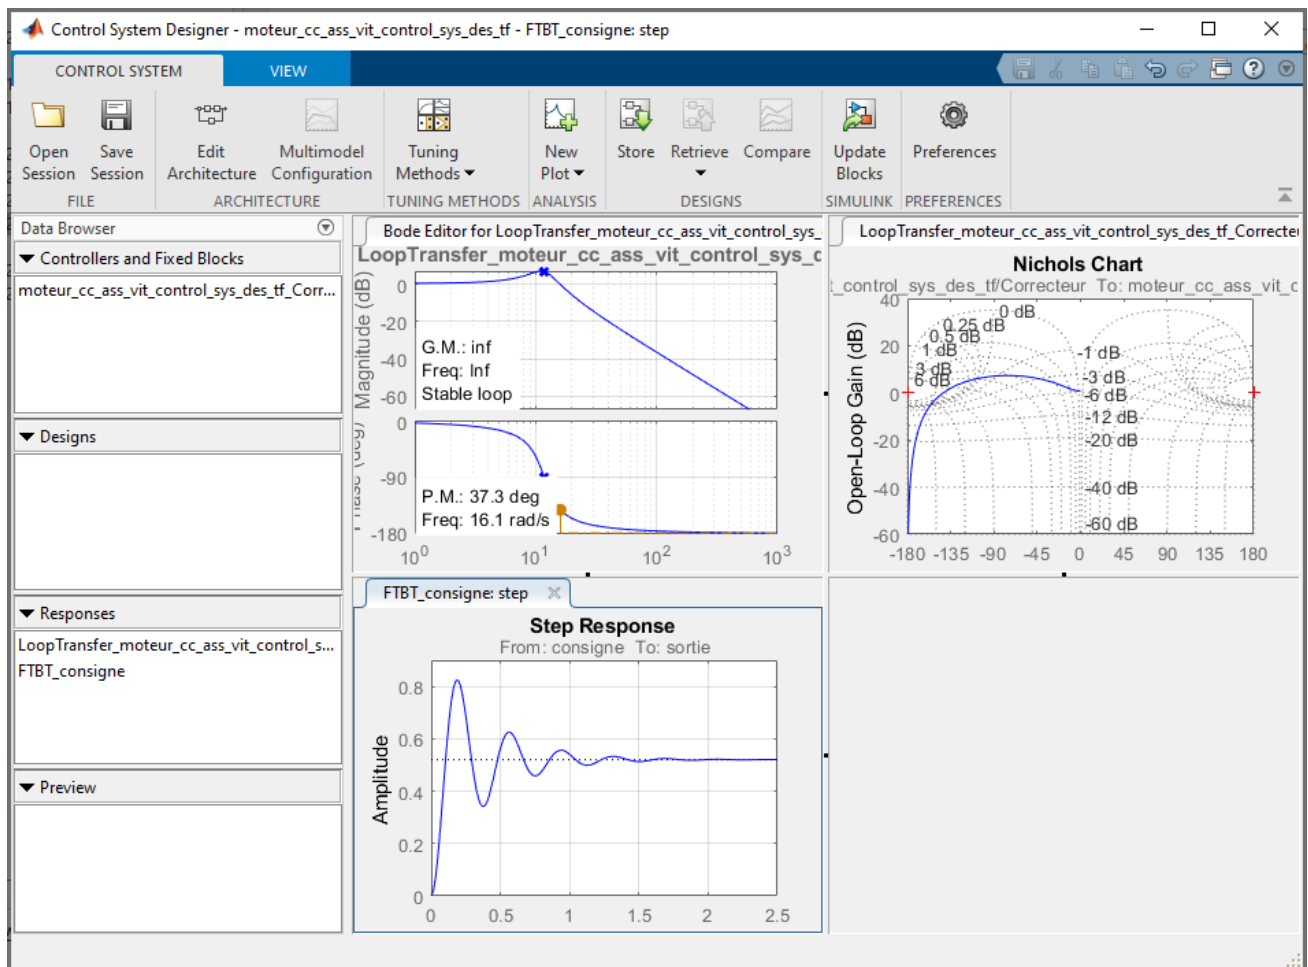 Control System Designer - moteur_cc_ass_vit_control_sys_des_tf - FTBT_consigne: step
CONTROL SYSTEM
VIEW
Open Session
Save Session
Edit Architecture
Multimodel Configuration
Tuning Methods
New Plot
Store
Retrieve
Compare
Update Blocks
Preferences
FILE
ARCHITECTURE
TUNING METHODS
ANALYSIS
DESIGNS
SIMULINK
PREFERENCES
Data Browser
Controllers and Fixed Blocks
moteur_cc_ass_vit_control_sys_des_tf_Corr...
Designs
Responses
LoopTransfer_moteur_cc_ass_vit_control_s...
FTBT_consigne
Preview
Bode Editor for LoopTransfer_moteur_cc_ass_vit_control_sys_
LoopTransfer_moteur_cc_ass_vit_control_sys_d
Magnitude (dB)
0
-20
-40
-60
G.M.: inf
Freq: Inf
Stable loop
(deg)
0
-90
-180
P.M.: 37.3 deg
Freq: 16.1 rad/s
10^0 10^1 10^2 10^3
LoopTransfer_moteur_cc_ass_vit_control_sys_des_tf_Correcteu
Nichols Chart
t_control_sys_des_tf/Correcteur To: moteur_cc_ass_vit_c
Open-Loop Gain (dB)
40
20
0
-20
-40
-60
0 dB
0.25 dB
0.5 dB
1 dB
3 dB
6 dB
-1 dB
-3 dB
-6 dB
-12 dB
-20 dB
-40 dB
-60 dB
-180 -135 -90 -45 0 45 90 135 180
FTBT_consigne: step
Step Response
From: consigne To: sortie
Amplitude
0.8
0.6
0.4
0.2
0
0 0.5 1 1.5 2 2.5